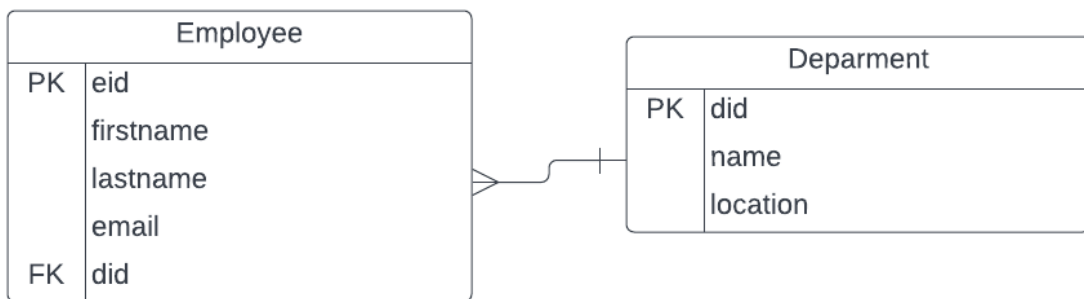 Employee
PK eid
firstname
lastname
email
FK did
Deparment
PK did
name
location